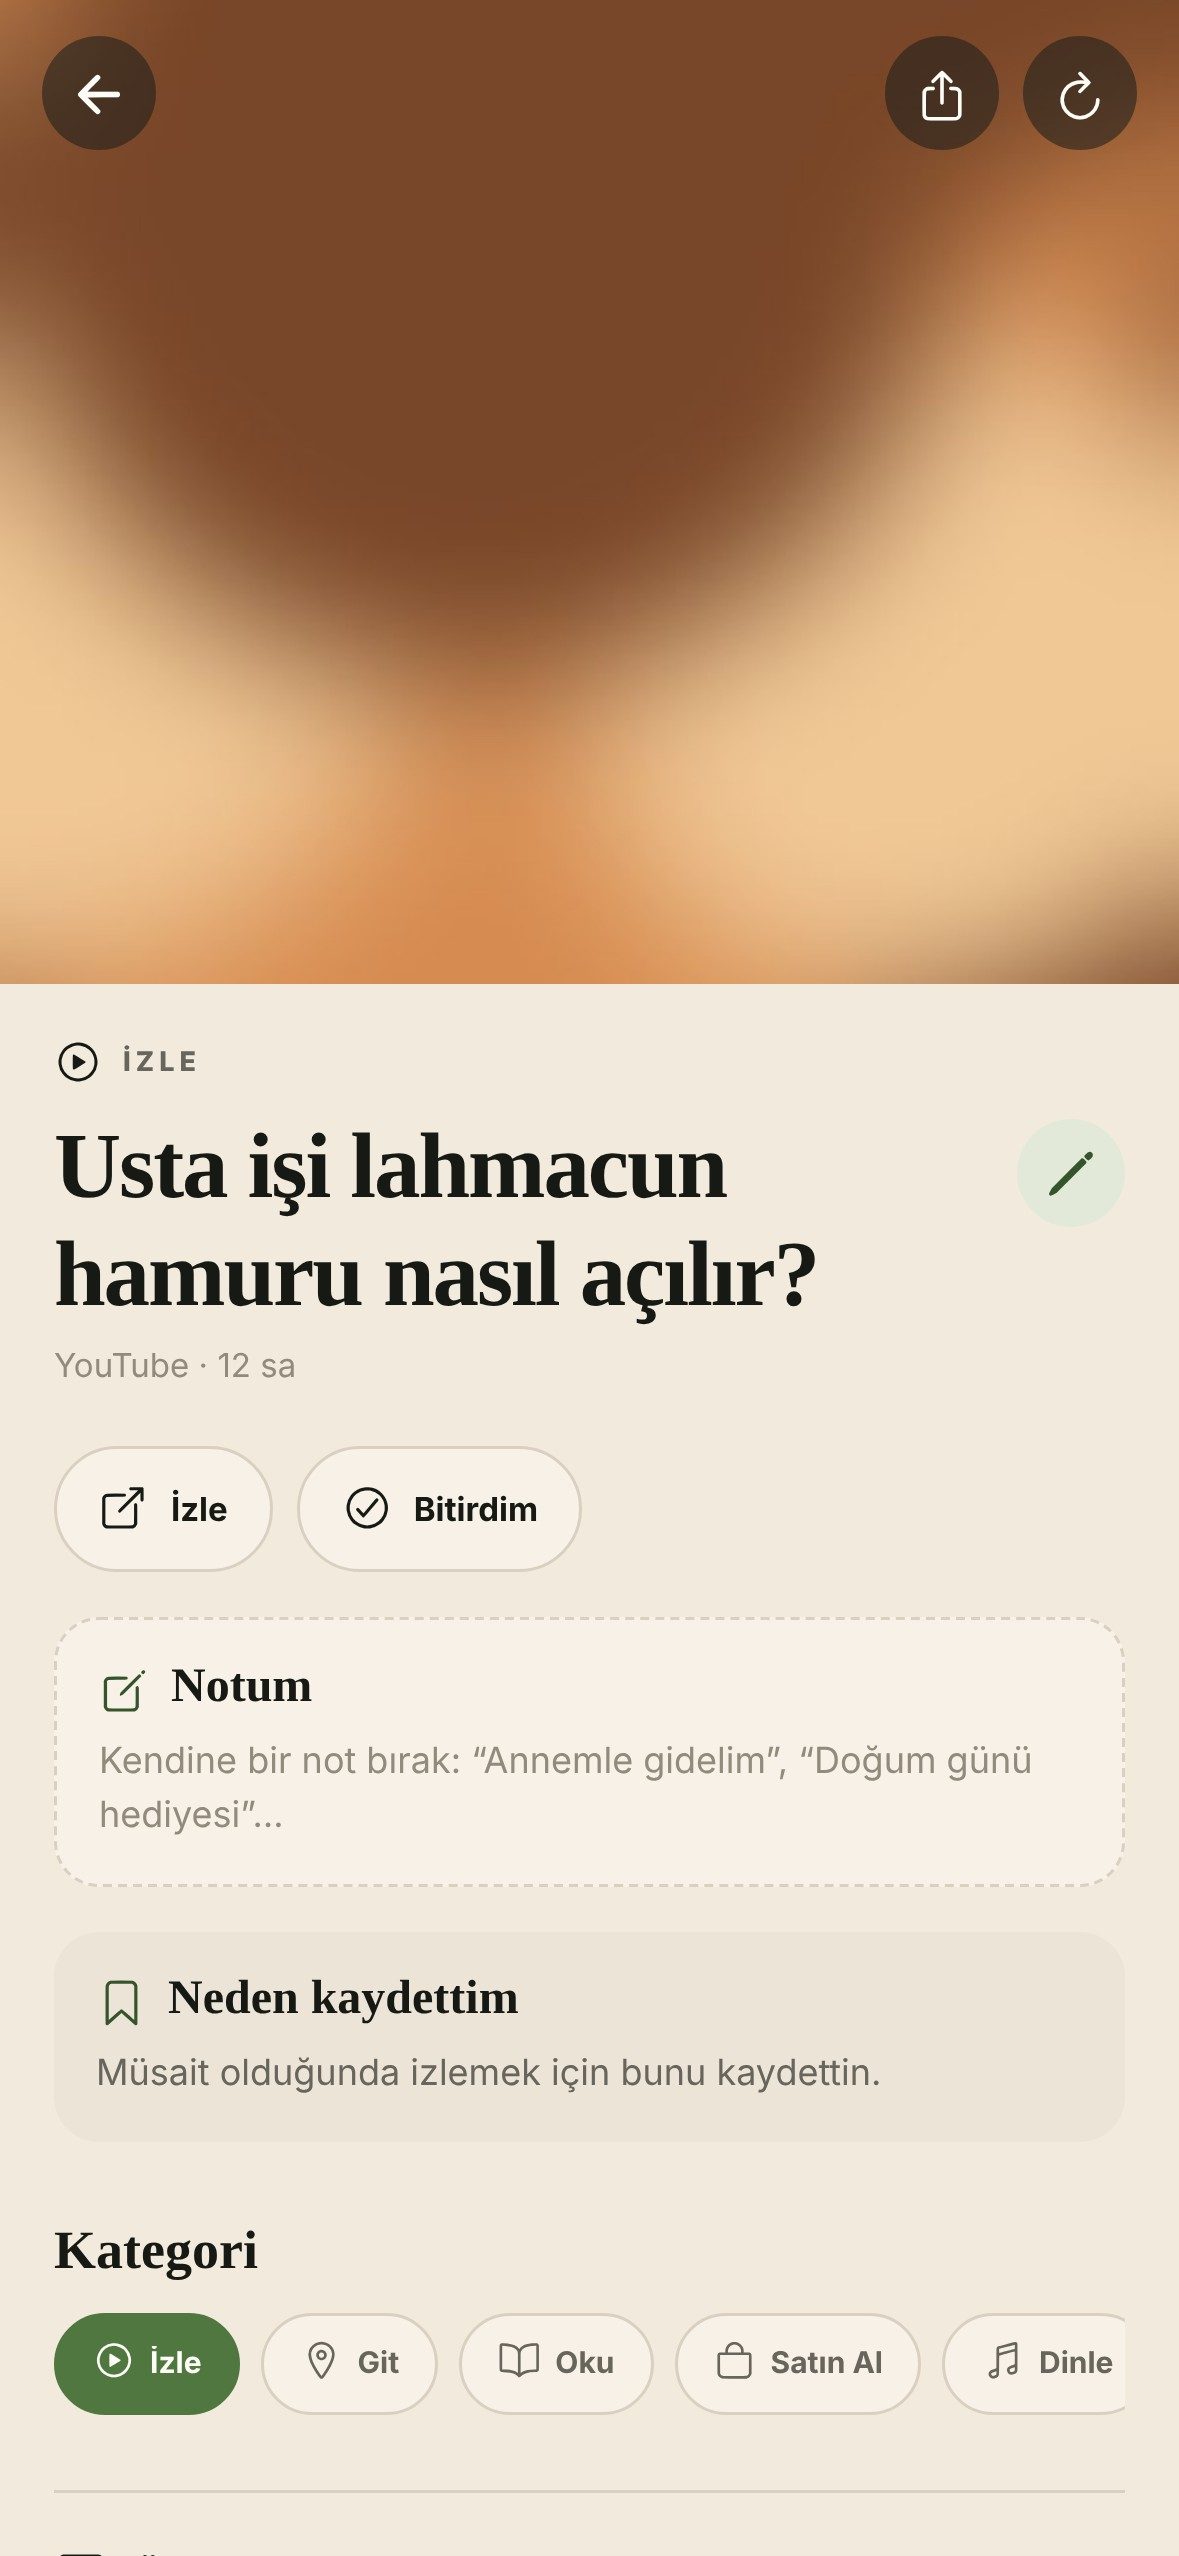 İZLE
Usta işi lahmacun
hamuru nasıl açılır?
YouTube · 12 sa
İzle
Bitirdim
Notum
Kendine bir not bırak: “Annemle gidelim”, “Doğum günü
hediyesi”...
Neden kaydettim
Müsait olduğunda izlemek için bunu kaydettin.
Kategori
İzle
Git
Oku
Satın Al
Dinle